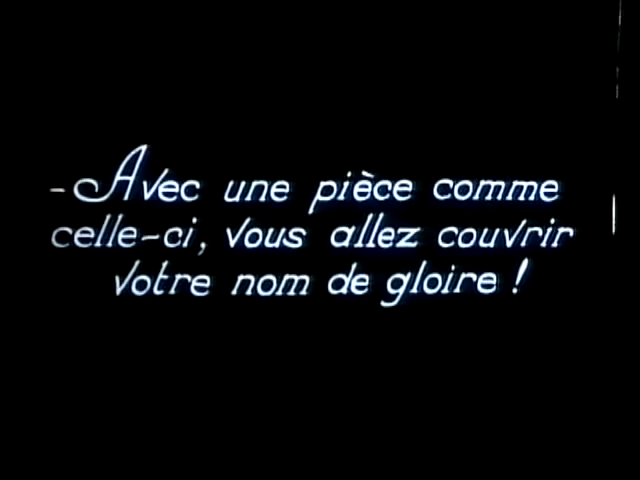 - Avec une pièce comme
celle-ci, vous allez couvrir
votre nom de gloire !